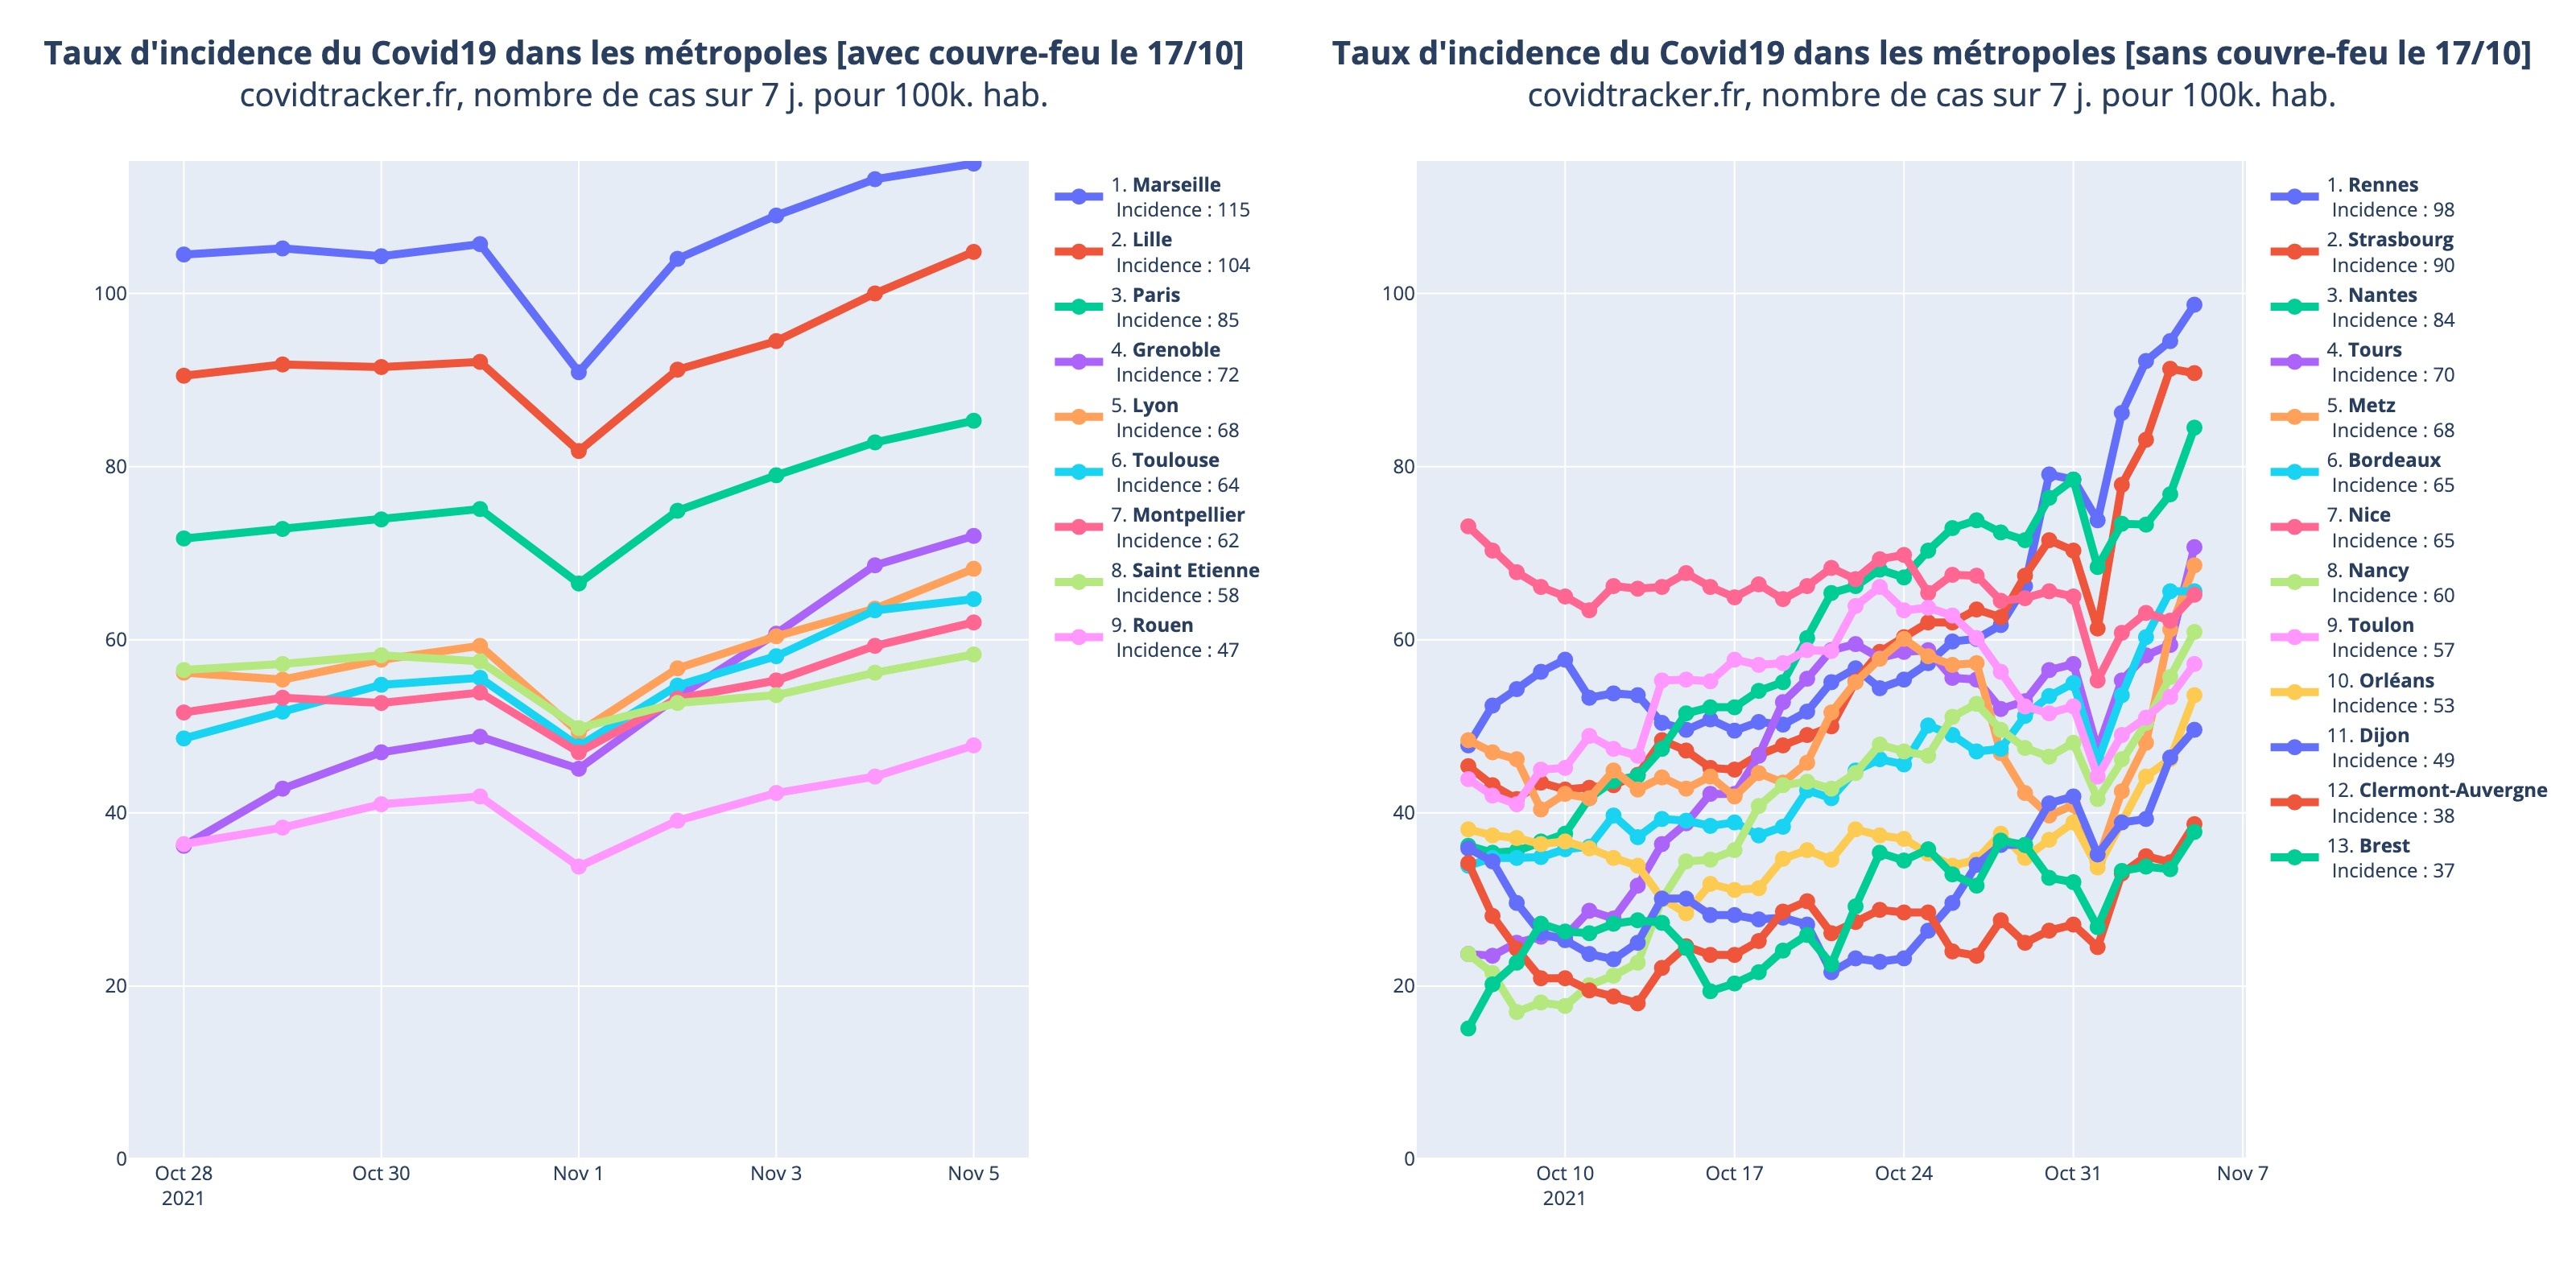 Taux d'incidence du Covid19 dans les métropoles [avec couvre-feu le 17/10]
covidtracker.fr, nombre de cas sur 7 j. pour 100k. hab.
100
80
60
40
20
0
Oct 28
2021
Oct 30
Nov 1
Nov 3
Nov 5
1. Marseille
Incidence : 115
2. Lille
Incidence : 104
3. Paris
Incidence : 85
4. Grenoble
Incidence : 72
5. Lyon
Incidence : 68
6. Toulouse
Incidence : 64
7. Montpellier
Incidence : 62
8. Saint Etienne
Incidence : 58
9. Rouen
Incidence : 47
Taux d'incidence du Covid19 dans les métropoles [sans couvre-feu le 17/10]
covidtracker.fr, nombre de cas sur 7 j. pour 100k. hab.
100
80
60
40
20
0
Oct 10
2021
Oct 17
Oct 24
Oct 31
Nov 7
1. Rennes
Incidence : 98
2. Strasbourg
Incidence : 90
3. Nantes
Incidence : 84
4. Tours
Incidence : 70
5. Metz
Incidence : 68
6. Bordeaux
Incidence : 65
7. Nice
Incidence : 65
8. Nancy
Incidence : 60
9. Toulon
Incidence : 57
10. Orléans
Incidence : 53
11. Dijon
Incidence : 49
12. Clermont-Auvergne
Incidence : 38
13. Brest
Incidence : 37